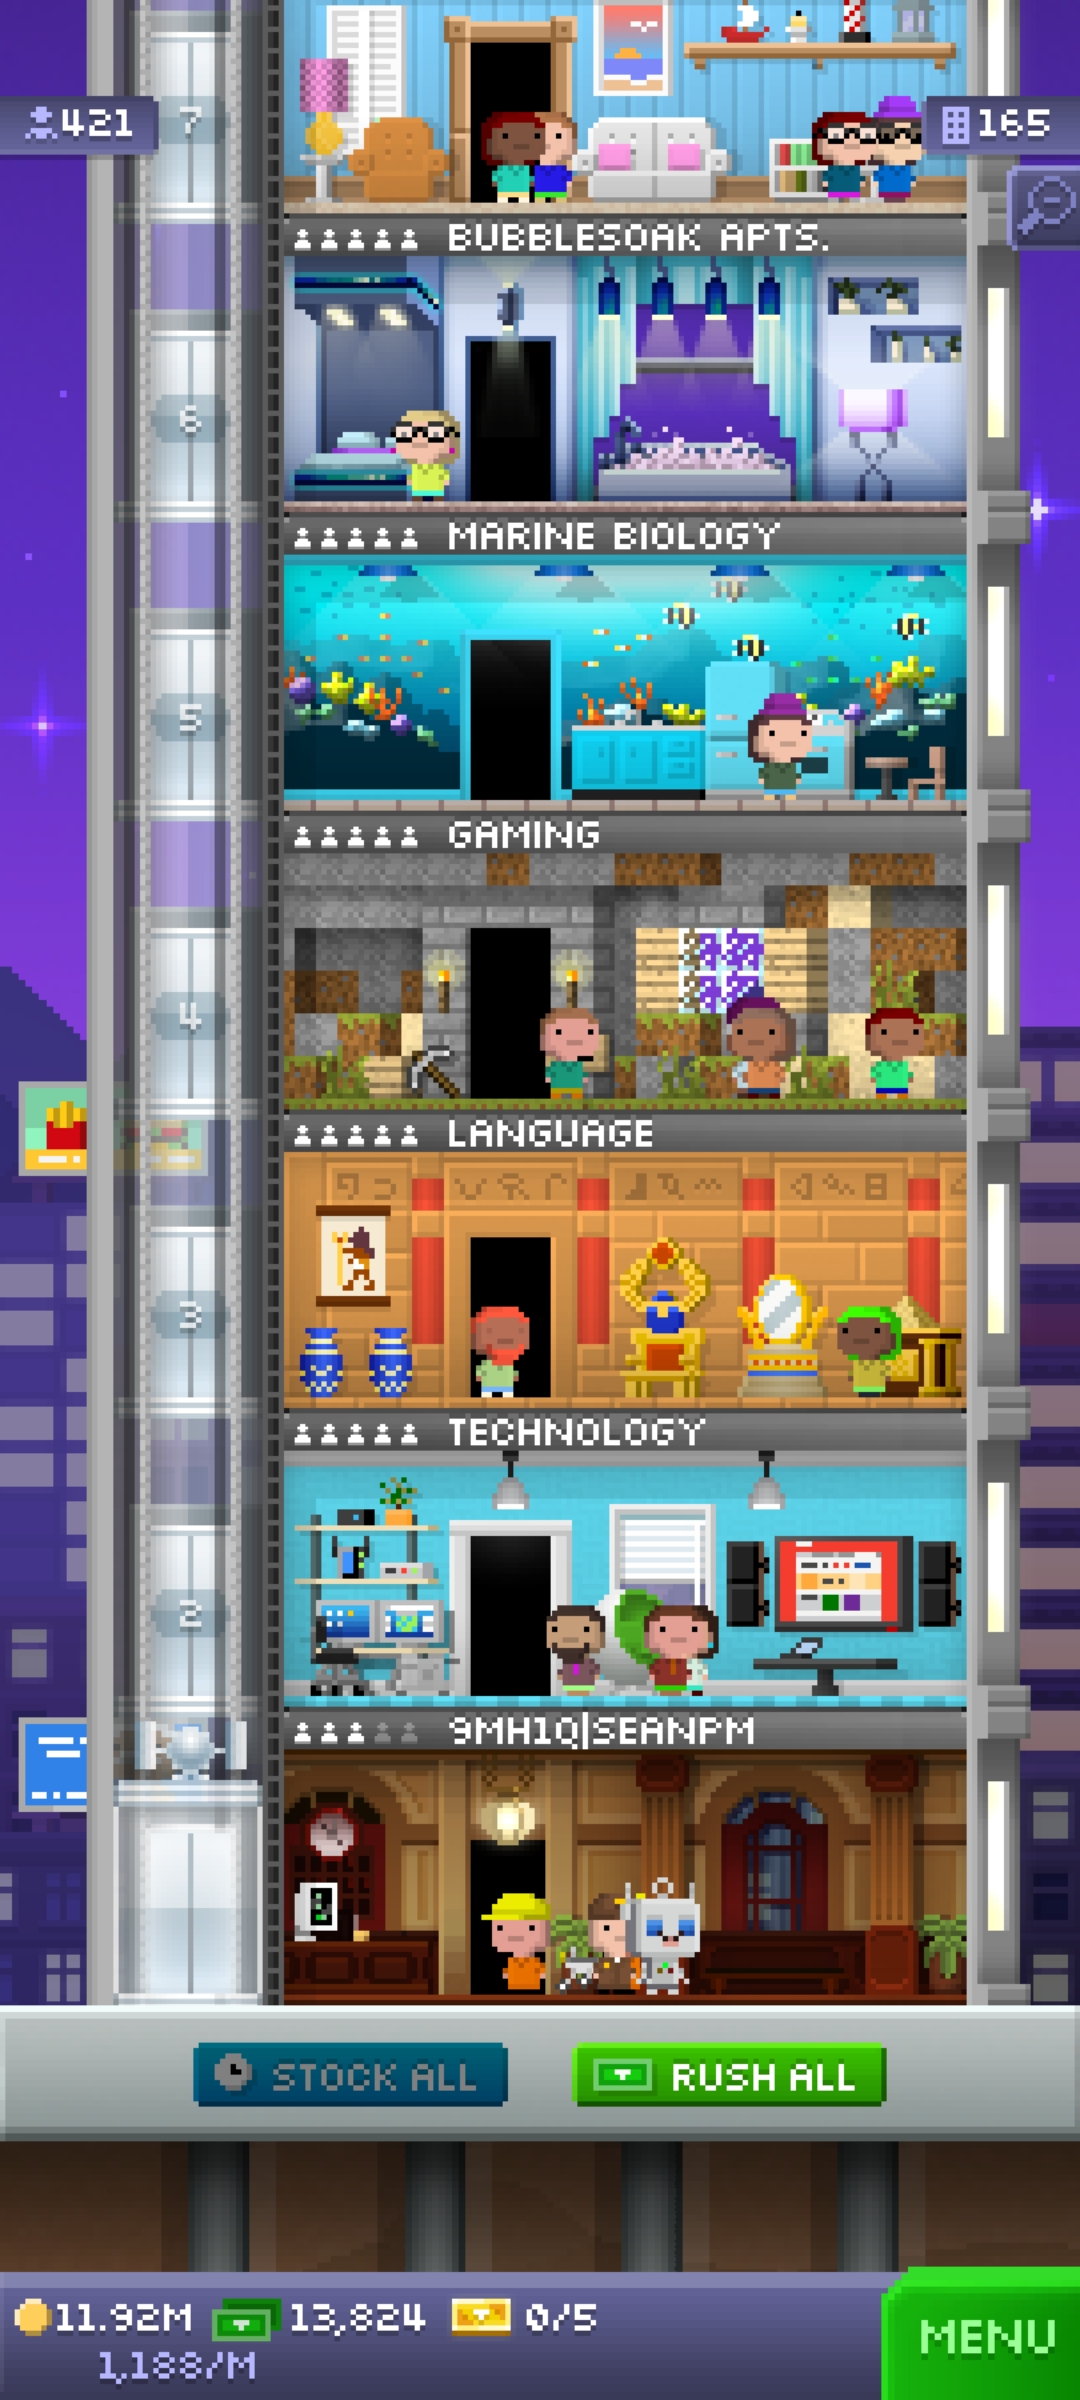 7
421
165
BUBBLESOAK APTS.
6
MARINE BIOLOGY
5
GAMING
4
LANGUAGE
3
TECHNOLOGY
2
9MH1Q|SEANPM
STOCK ALL
RUSH ALL
11.92M
13,824
0/5
1,188/M
MENU